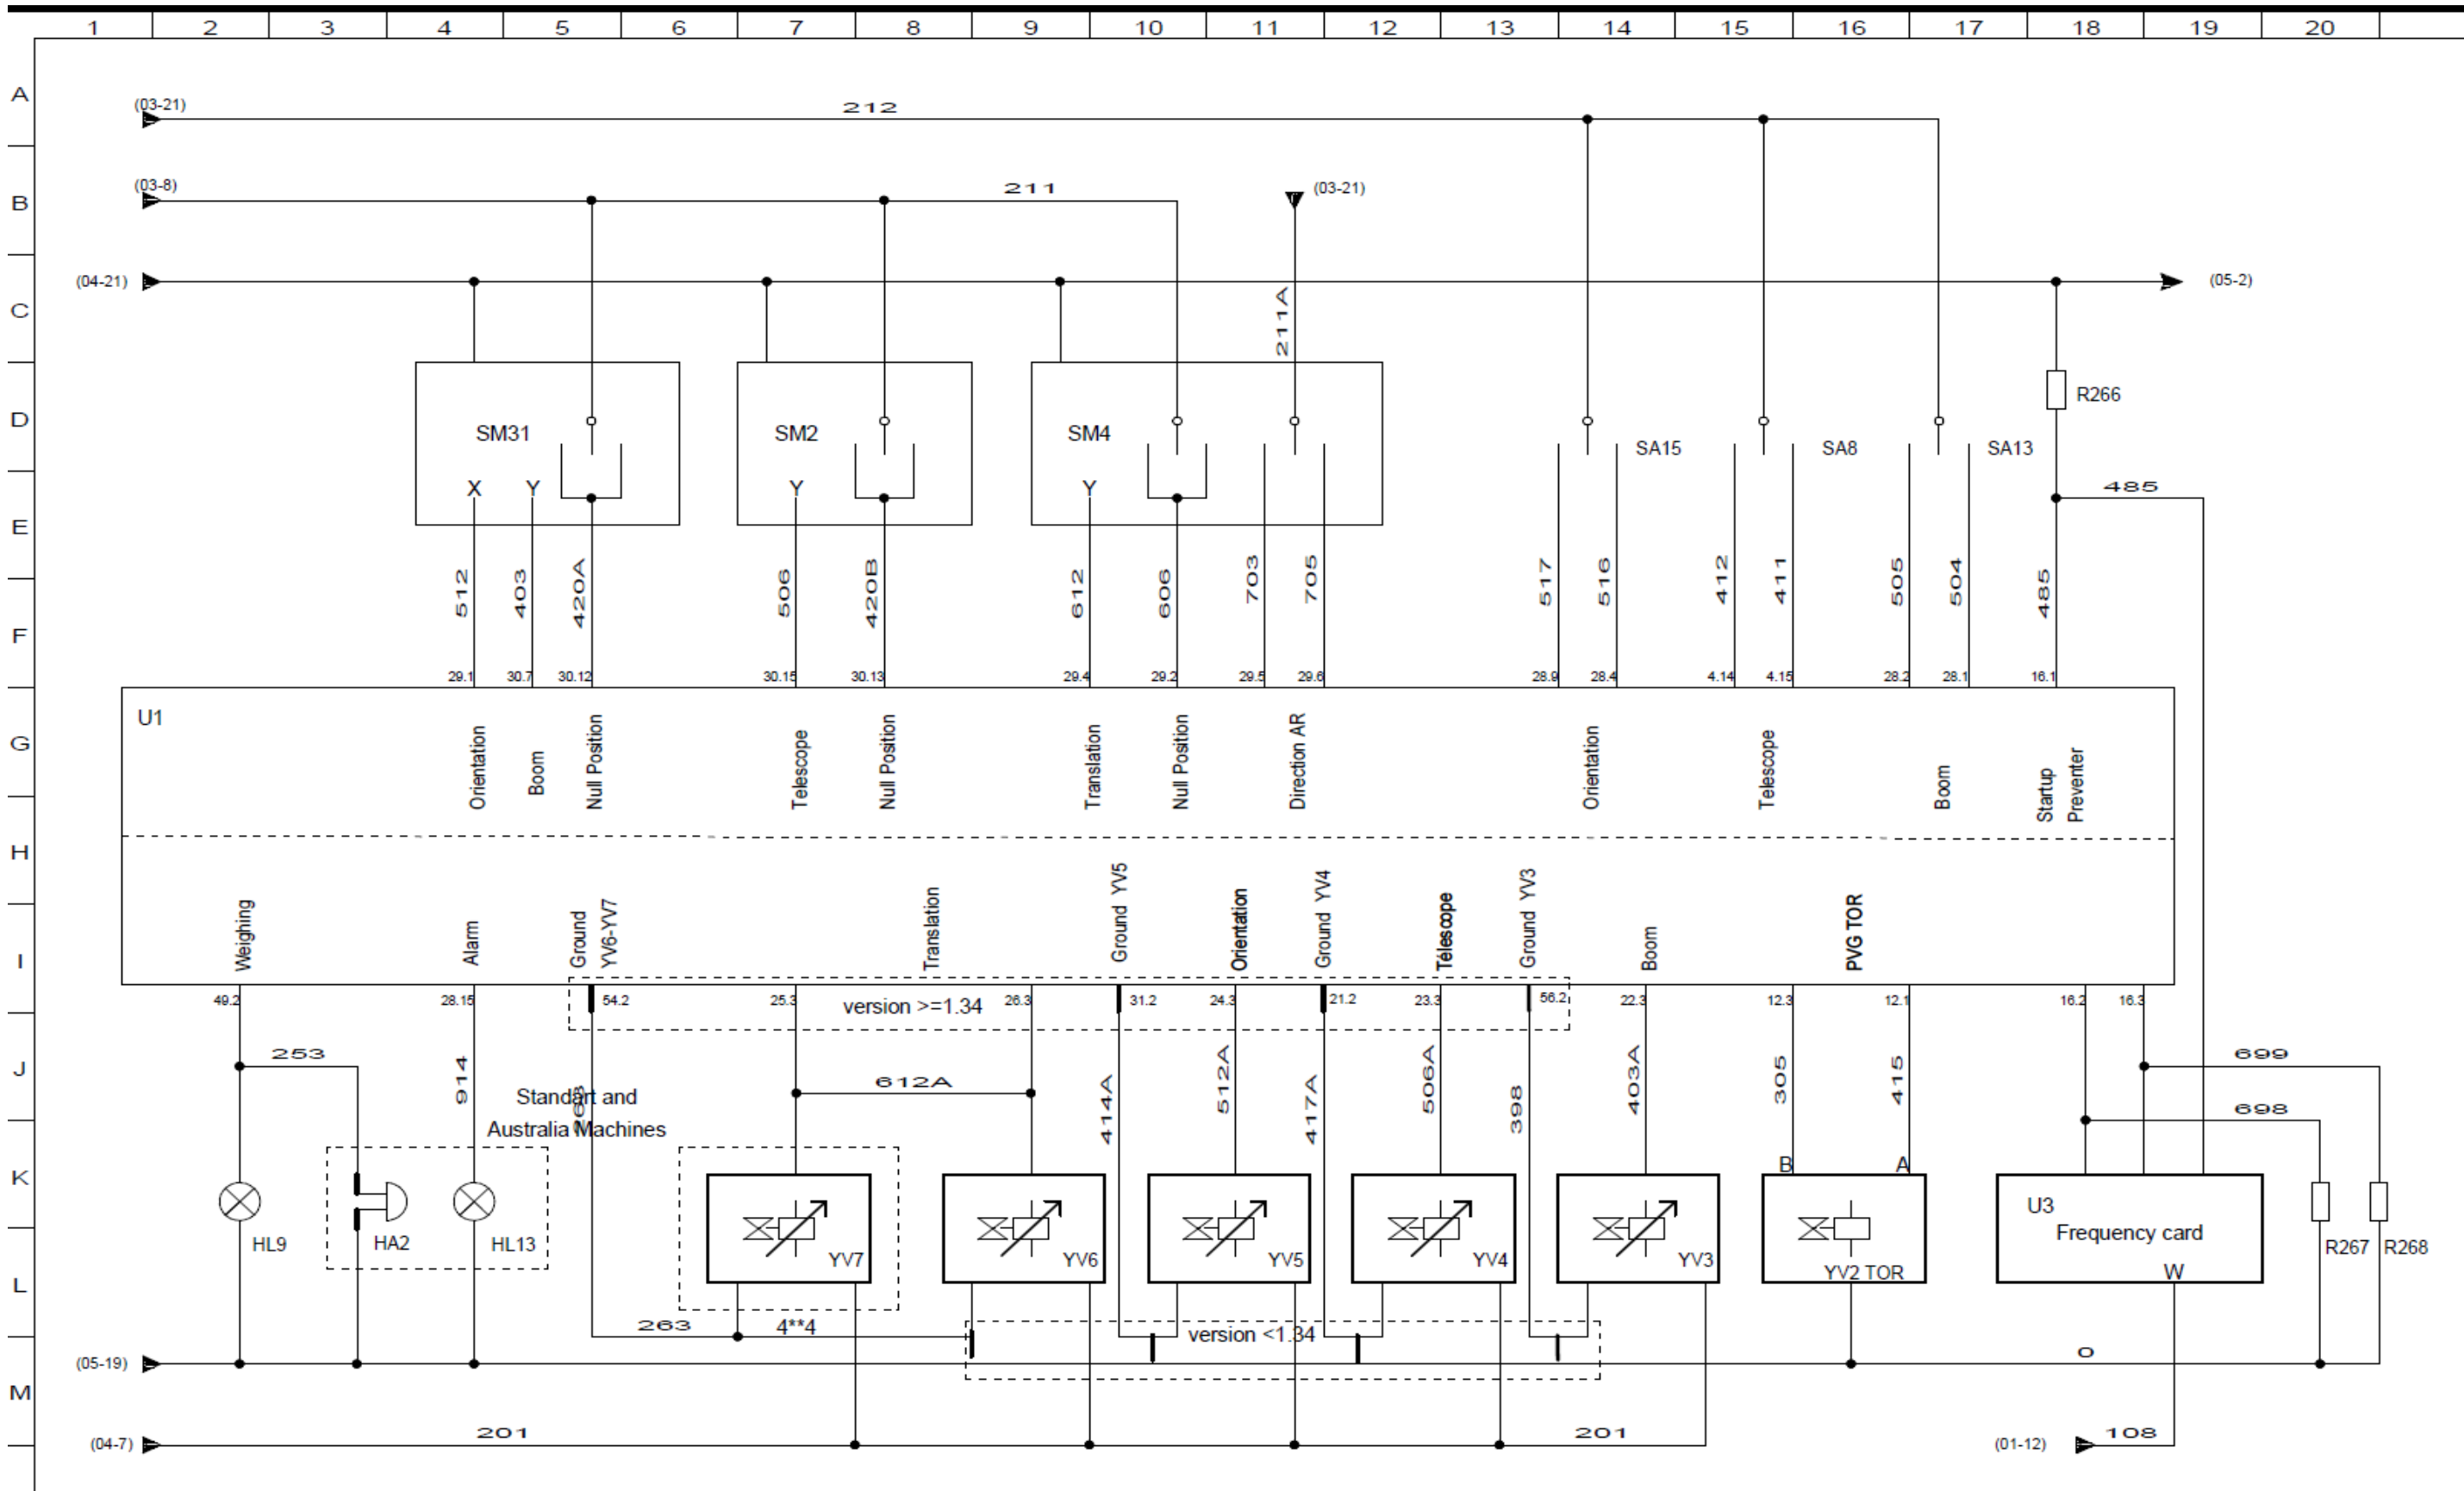 1 2 3 4 5 6 7 8 9 10 11 12 13 14 15 16 17 18 19 20
A
(03-21) 212
(03-8) 211 (03-21)
B
(04-21) (05-2)
C
211A
R266
D
SM31 SM2 SM4 SA15 SA8 SA13
X Y Y Y 485
E
512 403 420A 506 420B 612 606 703 705 517 516 412 411 505 504 485
F
29.1 30.7 30.12 30.15 30.13 29.4 29.2 29.5 29.6 28.9 28.4 4.14 4.15 28.2 28.1 16.1
U1
G
Orientation Boom Null Position Telescope Null Position Translation Null Position Direction AR Orientation Telescope Boom Startup
Preventer
H
Weighing Alarm Ground
YV6-YV7 Translation Ground YV5 Orientation Ground YV4 Télescope Ground YV3 Boom PVG TOR
I
49.2 28.15 54.2 25.3 version >=1.34 26.3 31.2 24.3 21.2 23.3 56.2 22.3 12.3 12.1 16.2 16.3
J
253 914 263 612A 414A 512A 417A 506A 398 403A 305 415 699
698
Standart and
Australia Machines
K
B A
U3
Frequency card
W
HL9 HA2 HL13 YV7 YV6 YV5 YV4 YV3 YV2 TOR R267 R268
L
263 4**4 version <1.34
(05-19) 0
M
(04-7) 201 201 (01-12) 108